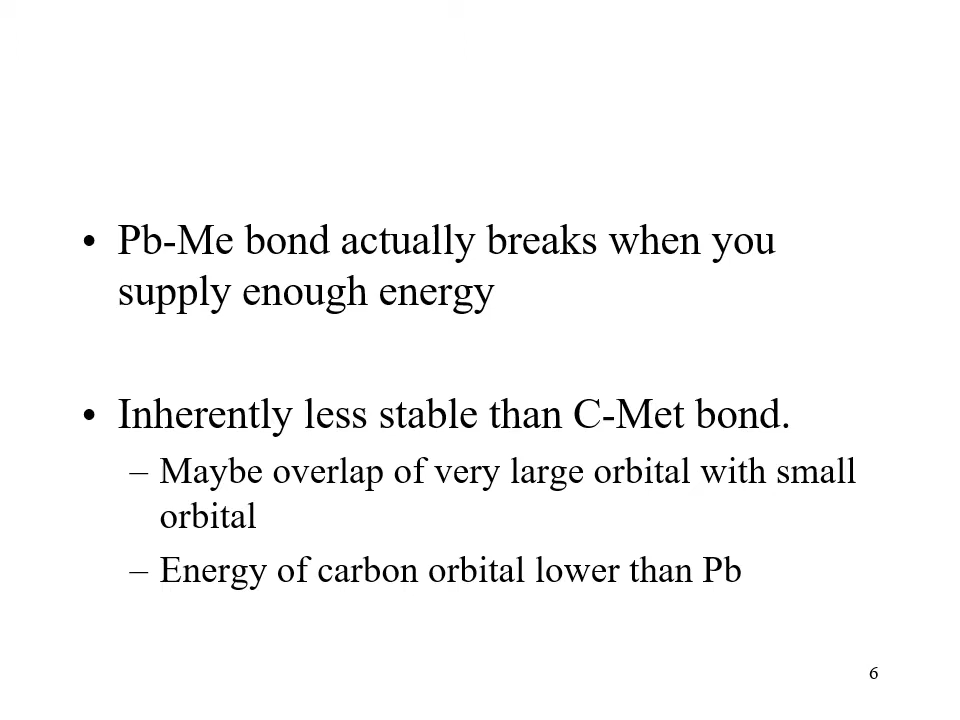 • Pb-Me bond actually breaks when you
supply enough energy
• Inherently less stable than C-Met bond.
– Maybe overlap of very large orbital with small
orbital
– Energy of carbon orbital lower than Pb
6